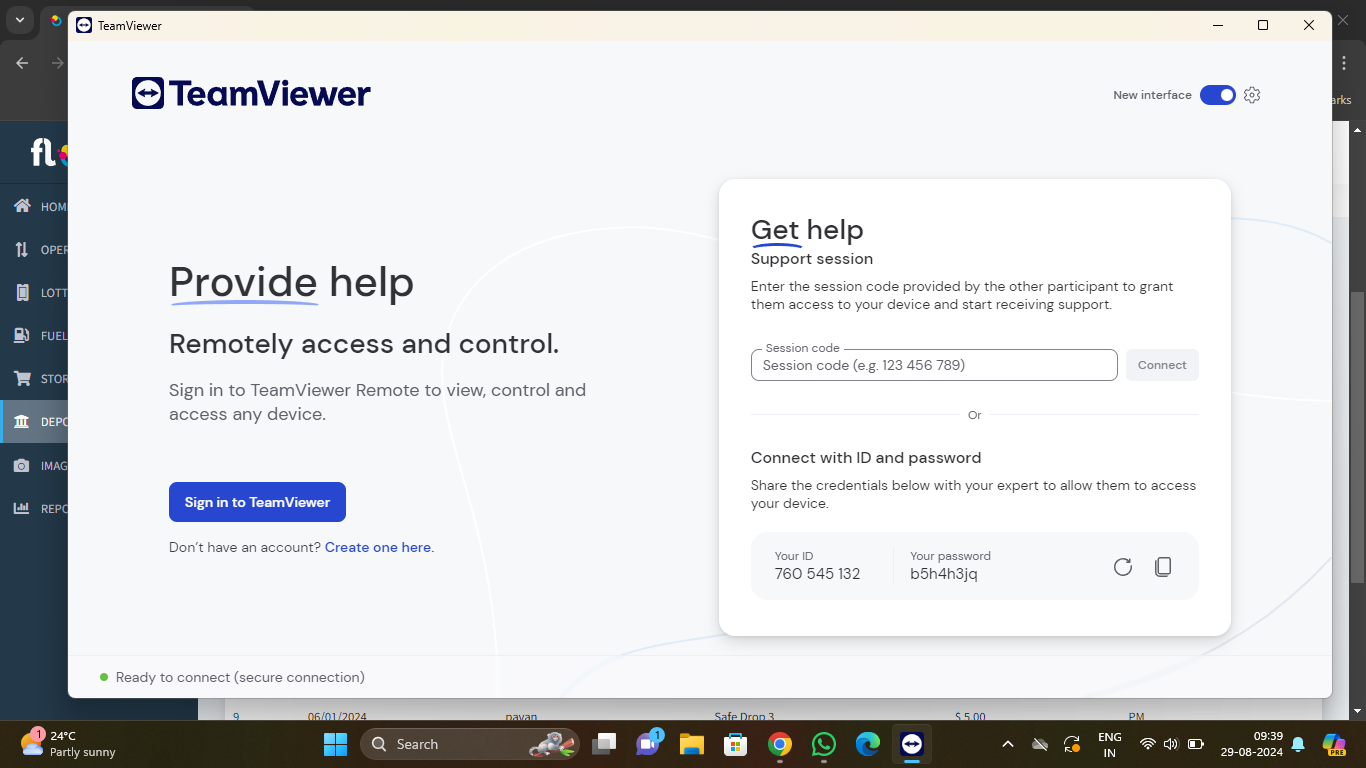 TeamViewer
arks
TeamViewer
New interface
fl
HOM
OPER
LOTT
FUEL
STOR
DEPO
IMAG
REPO
Provide help
Remotely access and control.
Sign in to TeamViewer Remote to view, control and
access any device.
Sign in to TeamViewer
Don't have an account? Create one here.
Get help
Support session
Enter the session code provided by the other participant to grant
them access to your device and start receiving support.
Session code
Session code (e.g. 123 456 789)
Connect
Or
Connect with ID and password
Share the credentials below with your expert to allow them to access
your device.
Your ID
760 545 132
Your password
b5h4h3jq
Ready to connect (secure connection)
9 06/01/2024 pavan Safe Drop 3 $ 5.00 PM
1
24°C
Partly sunny
Search
1
ENG
IN
09:39
29-08-2024
PRE